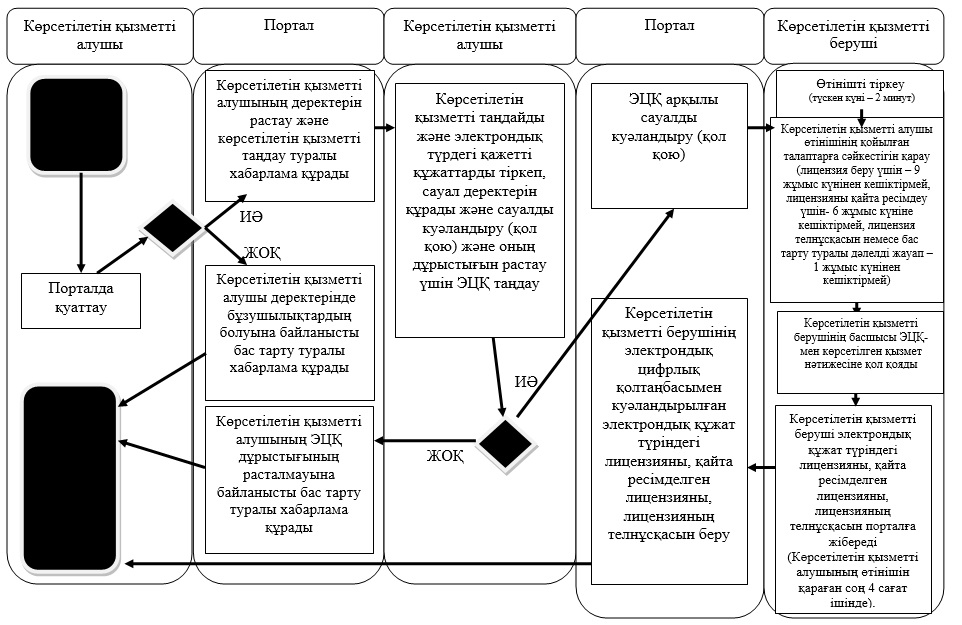 Көрсетілетін қызметті
алушы
Портал
Көрсетілетін қызметті
алушы
Портал
Көрсетілетін қызметті
беруші
Порталда
қуаттау
Көрсетілетін қызметті
алушының деректерін
растау және
көрсетілетін қызметті
таңдау туралы
хабарлама құрады
ИӘ
ЖОҚ
Көрсетілетін қызметті
алушы деректерінде
бұзушылықтардың
болуына байланысты
бас тарту туралы
хабарлама құрады
Көрсетілетін қызметті
алушының ЭЦҚ
дұрыстығының
расталмауына
байланысты бас тарту
туралы хабарлама
құрады
Көрсетілетін
қызметті таңдайды
және электрондық
түрдегі қажетті
құжаттарды тіркеп,
сауал деректерін
құрады және сауалды
куәландыру (қол
қою) және оның
дұрыстығын растау
үшін ЭЦҚ таңдау
ИӘ
ЖОҚ
ЭЦҚ арқылы
сауалды
куәландыру (қол
қою)
Көрсетілетін
қызметті берушінің
электрондық
цифрлық
қолтаңбасымен
куәландырылған
электрондық құжат
түріндегі
лицензияны, қайта
ресімделген
лицензияны,
лицензияның
телнұсқасын беру
Өтінішті тіркеу
(түскен күні – 2 минут)
Көрсетілетін қызметті алушы
өтінішінің қойылған
талаптарға сәйкестігін қарау
(лицензия беру үшін – 9
жұмыс күнінен кешіктірмей,
лицензияны қайта ресімдеу
үшін- 6 жұмыс күніне
кешіктірмей, лицензия
телнұсқасын немесе бас
тарту туралы дәлелді жауап –
1 жұмыс күнінен
кешіктірмей)
Көрсетілетін қызметті
берушінің басшысы ЭЦҚ-
мен көрсетілген қызмет
нәтижесіне қол қояды
Көрсетілетін қызметті
беруші электрондық
құжат түріндегі
лицензияны, қайта
ресімделген
лицензияны,
лицензияның
телнұсқасын порталға
жібереді
(Көрсетілетін қызметті
алушының өтінішін
қараған соң 4 сағат
ішінде).